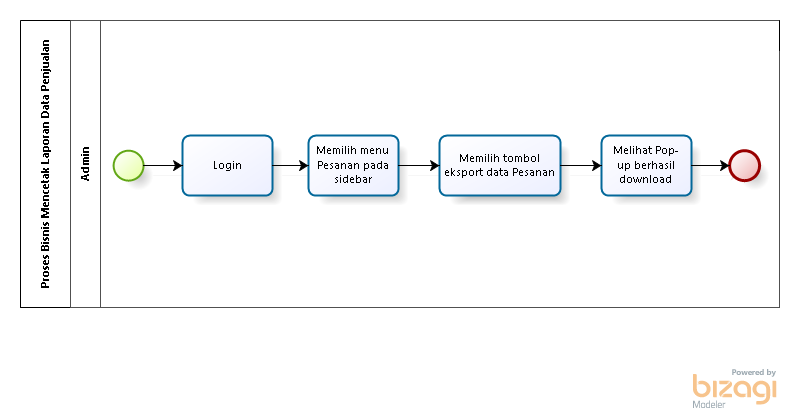 Proses Bisnis Mencetak Laporan Data Penjualan
Admin
Login
Memilih menu
Pesanan pada
sidebar
Memilih tombol
eksport data Pesanan
Melihat Pop-
up berhasil
download
Powered by
bizagi
Modeler